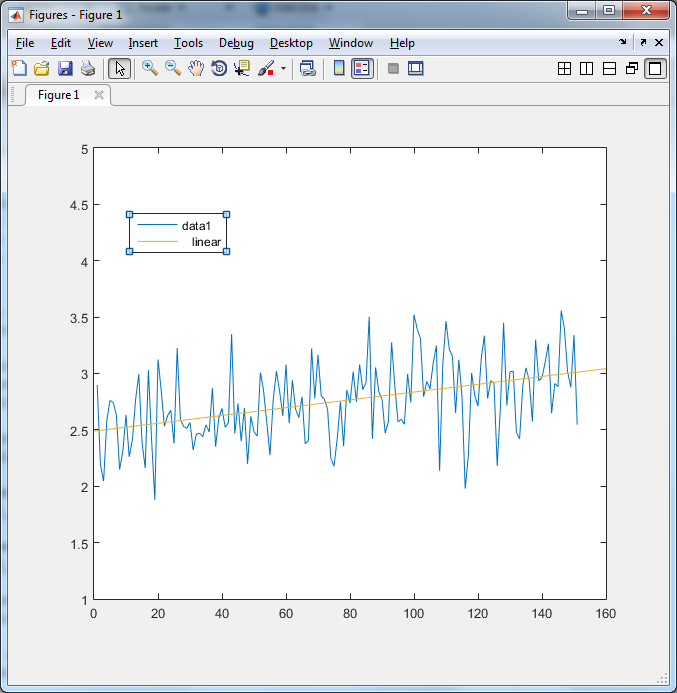 Figures - Figure 1
File Edit View Insert Tools Debug Desktop Window Help
Figure 1
5
4.5
data1
linear
4
3.5
3
2.5
2
1.5
1
0 20 40 60 80 100 120 140 160